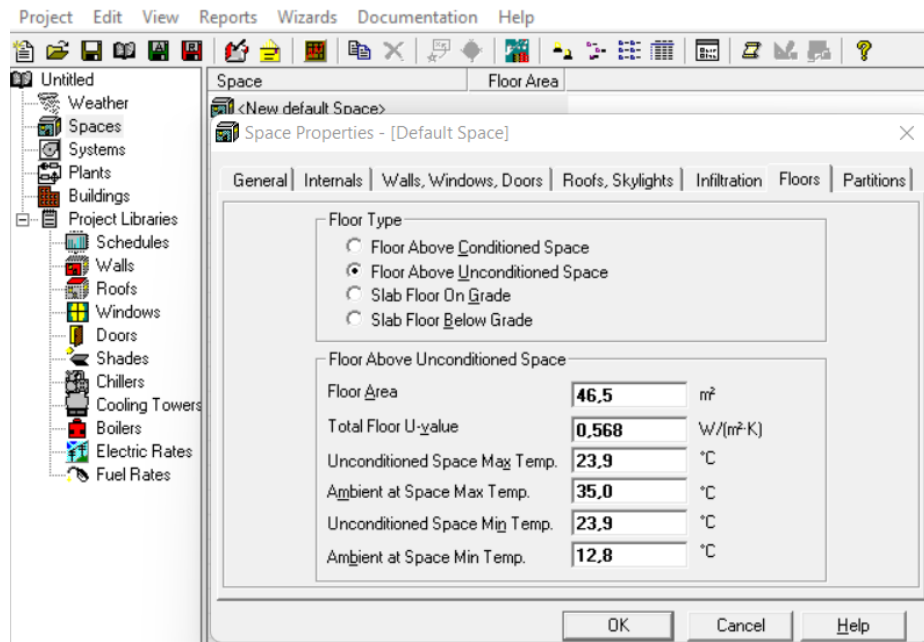 Project Edit View Reports Wizards Documentation Help
Untitled
Weather
Spaces
Systems
Plants
Buildings
Project Libraries
Schedules
Walls
Roofs
Windows
Doors
Shades
Chillers
Cooling Towers
Boilers
Electric Rates
Fuel Rates
Space Floor Area
<New default Space>
Space Properties - [Default Space]
General Internals Walls, Windows, Doors Roofs, Skylights Infiltration Floors Partitions
Floor Type
Floor Above Conditioned Space
Floor Above Unconditioned Space
Slab Floor On Grade
Slab Floor Below Grade
Floor Above Unconditioned Space
Floor Area 46,5 m²
Total Floor U-value 0,568 W/(m²·K)
Unconditioned Space Max Temp. 23,9 °C
Ambient at Space Max Temp. 35,0 °C
Unconditioned Space Min Temp. 23,9 °C
Ambient at Space Min Temp. 12,8 °C
OK Cancel Help